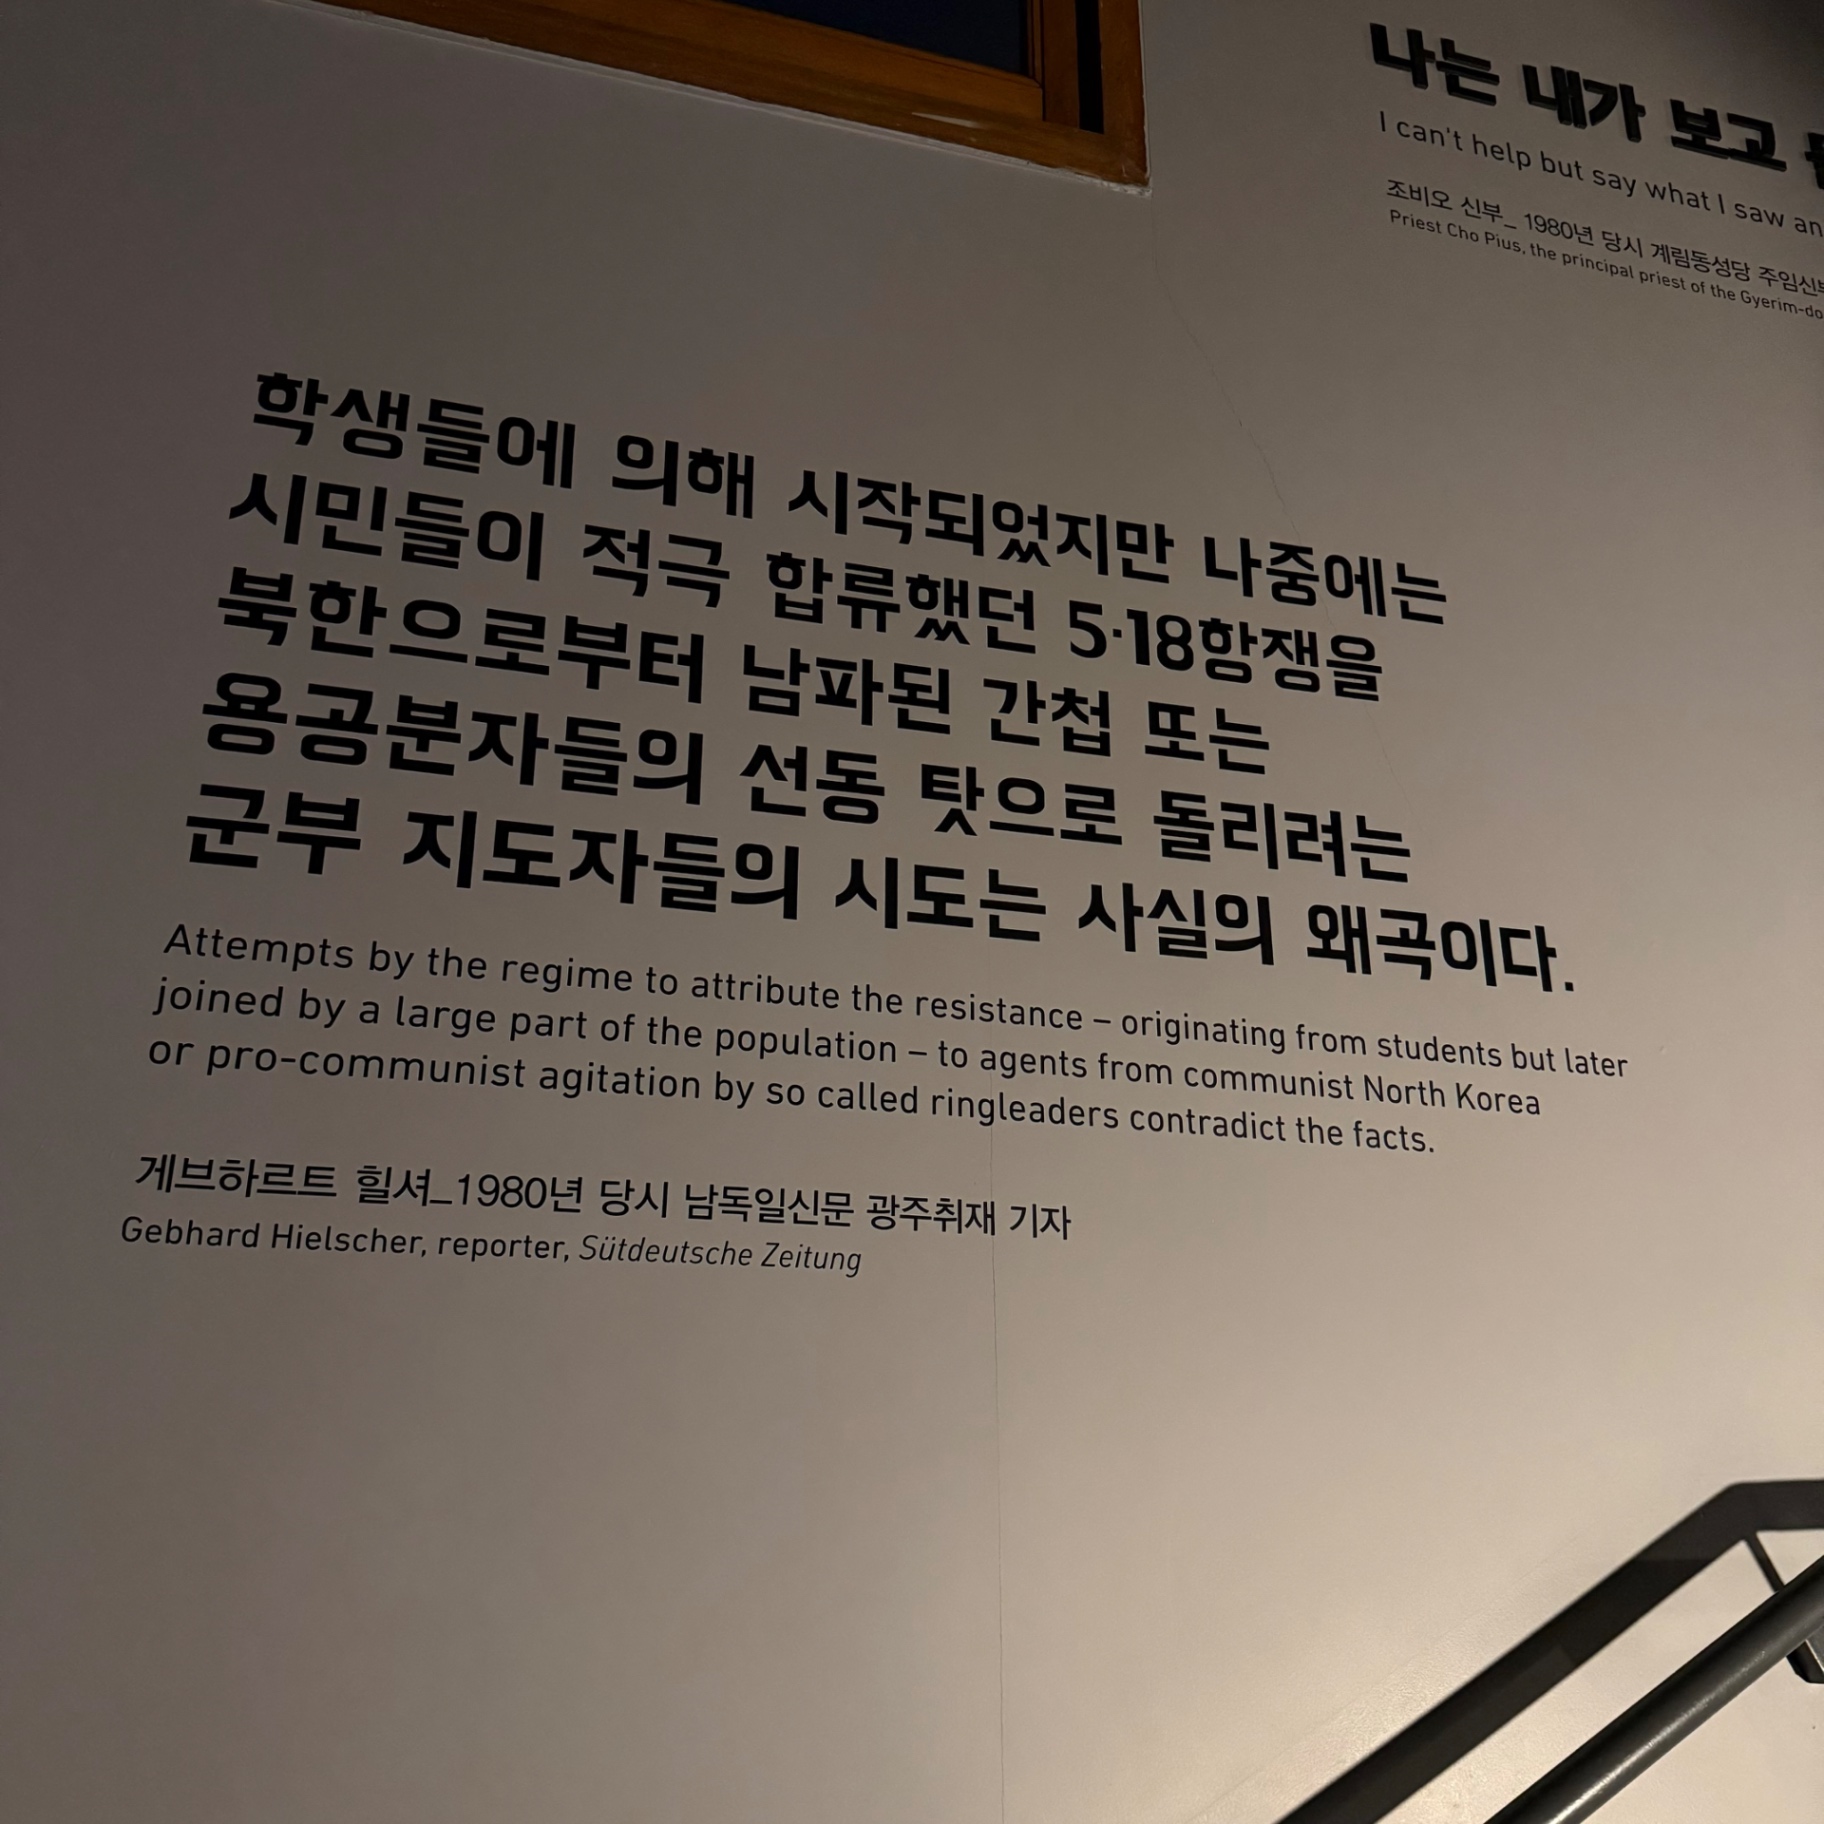 나는 내가 보고
I can't help but say what I saw an
조비오 신부_ 1980년 당시 계림동성당 주임신부
Priest Cho Pius, the principal priest of the Gyerim-do
학생들에 의해 시작되었지만 나중에는
시민들이 적극 합류했던 5·18항쟁을
북한으로부터 남파된 간첩 또는
용공분자들의 선동 탓으로 돌리려는
군부 지도자들의 시도는 사실의 왜곡이다.
Attempts by the regime to attribute the resistance – originating from students but later
joined by a large part of the population – to agents from communist North Korea
or pro-communist agitation by so called ringleaders contradict the facts.
게브하르트 힐셔_1980년 당시 남독일신문 광주취재 기자
Gebhard Hielscher, reporter, Sütdeutsche Zeitung